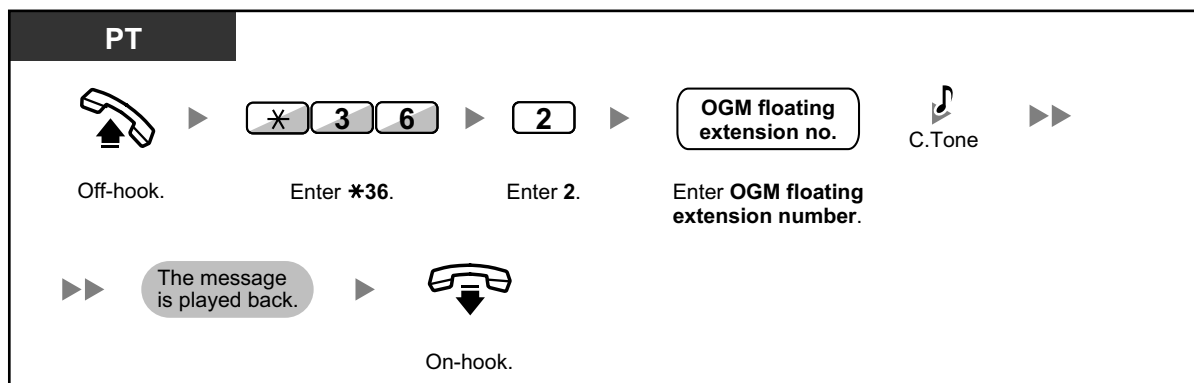 PT
✳ 3 6
2
OGM floating
extension no.
C.Tone
Off-hook.
Enter ✳36.
Enter 2.
Enter OGM floating
extension number.
The message
is played back.
On-hook.